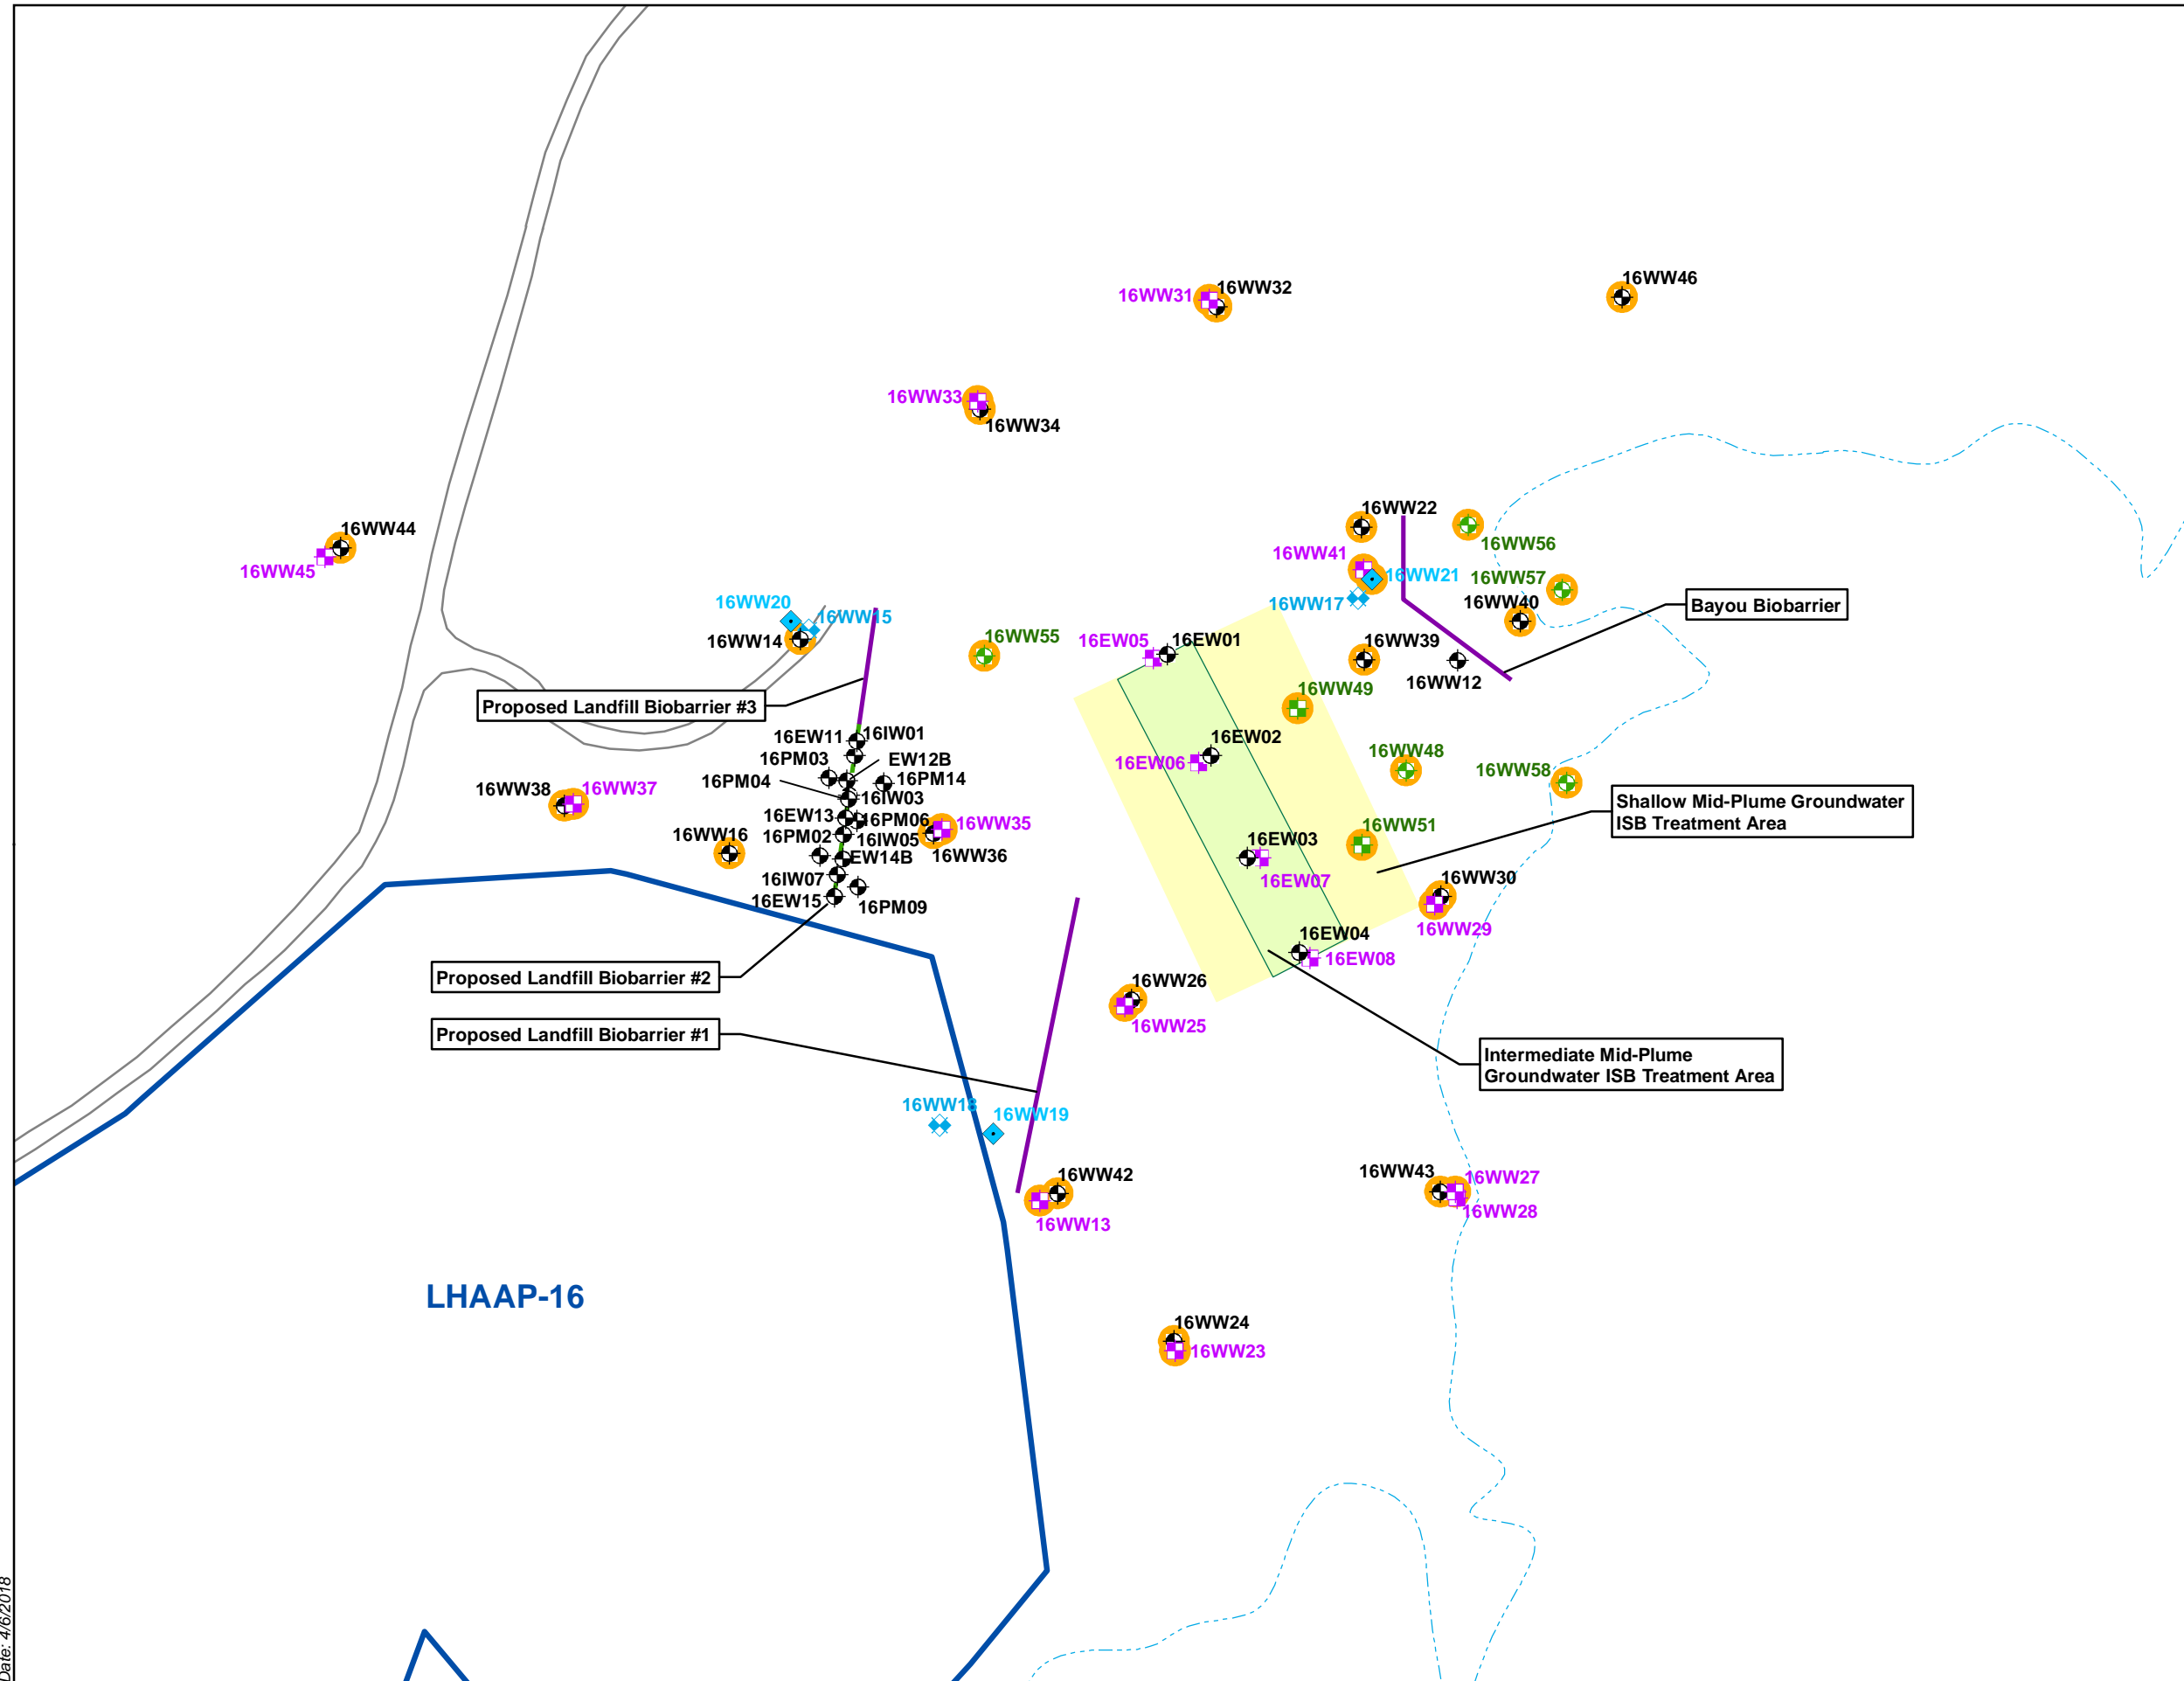 16WW46
16WW32
16WW31
16WW33
16WW34
16WW22
16WW44
16WW56
16WW41
16WW45
16WW21
16WW57
16WW17
16WW40
Bayou Biobarrier
16WW20
16WW15
16WW14
16WW55
16EW05
16EW01
16WW39
16WW12
16WW49
Proposed Landfill Biobarrier #3
16EW11
16IW01
16EW02
16PM03
EW12B
16EW06
16WW48
16WW58
16PM04
16PM14
16WW38
16WW37
16IW03
16EW13
16PM06
16WW35
Shallow Mid-Plume Groundwater
ISB Treatment Area
16WW16
16PM02
16IW05
16WW36
16WW51
16EW03
EW14B
16IW07
16EW07
16WW30
16EW15
16PM09
16WW29
16EW04
16EW08
Proposed Landfill Biobarrier #2
16WW26
16WW25
Proposed Landfill Biobarrier #1
Intermediate Mid-Plume
Groundwater ISB Treatment Area
16WW18
16WW19
16WW42
16WW43
16WW27
16WW28
16WW13
LHAAP-16
16WW24
16WW23
Date: 4/6/2018